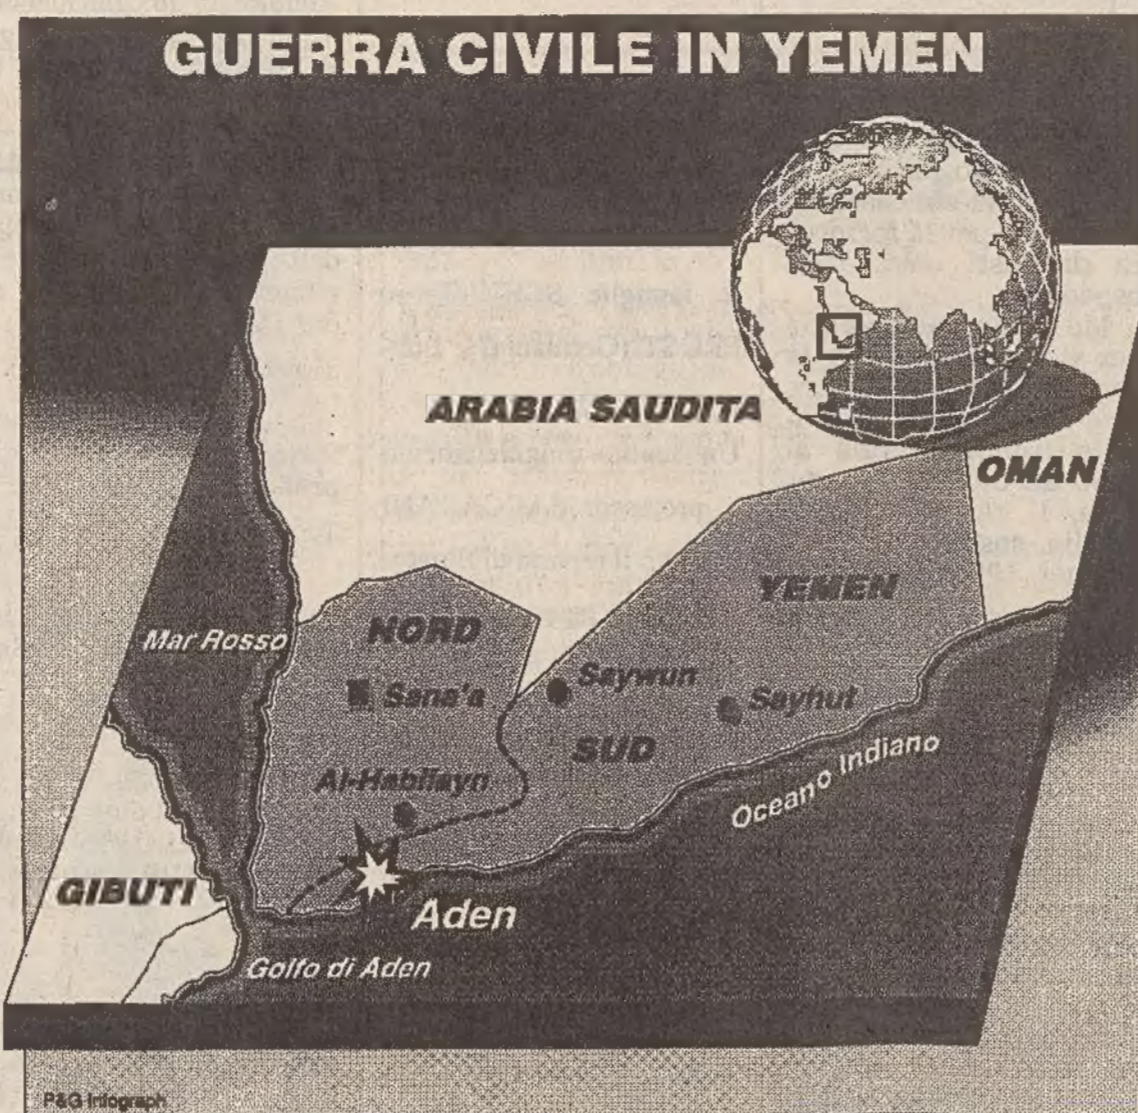 GUERRA CIVILE IN YEMEN
ARABIA SAUDITA
OMAN
YEMEN
Mar Rosso
NORD
Sana'a
Saywun
Sayhut
SUD
Al-Habilayn
Oceano Indiano
GIBUTI
Aden
Golfo di Aden
P&G Infograph